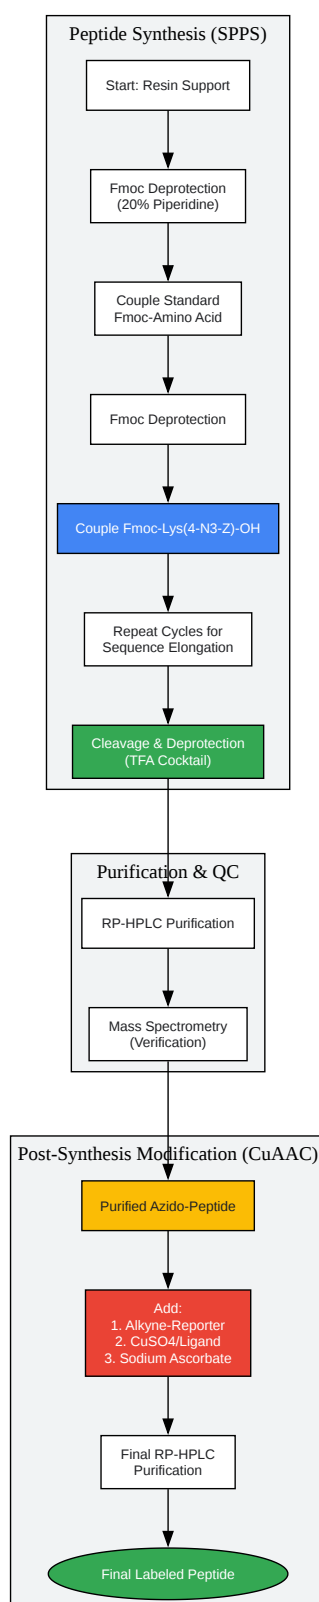 Peptide Synthesis (SPPS)
Start: Resin Support
Fmoc Deprotection
(20% Piperidine)
Couple Standard
Fmoc-Amino Acid
Fmoc Deprotection
Couple Fmoc-Lys(4-N3-Z)-OH
Repeat Cycles for
Sequence Elongation
Cleavage & Deprotection
(TFA Cocktail)
Purification & QC
RP-HPLC Purification
Mass Spectrometry
(Verification)
Post-Synthesis Modification (CuAAC)
Purified Azido-Peptide
Add:
1. Alkyne-Reporter
2. CuSO4/Ligand
3. Sodium Ascorbate
Final RP-HPLC
Purification
Final Labeled Peptide